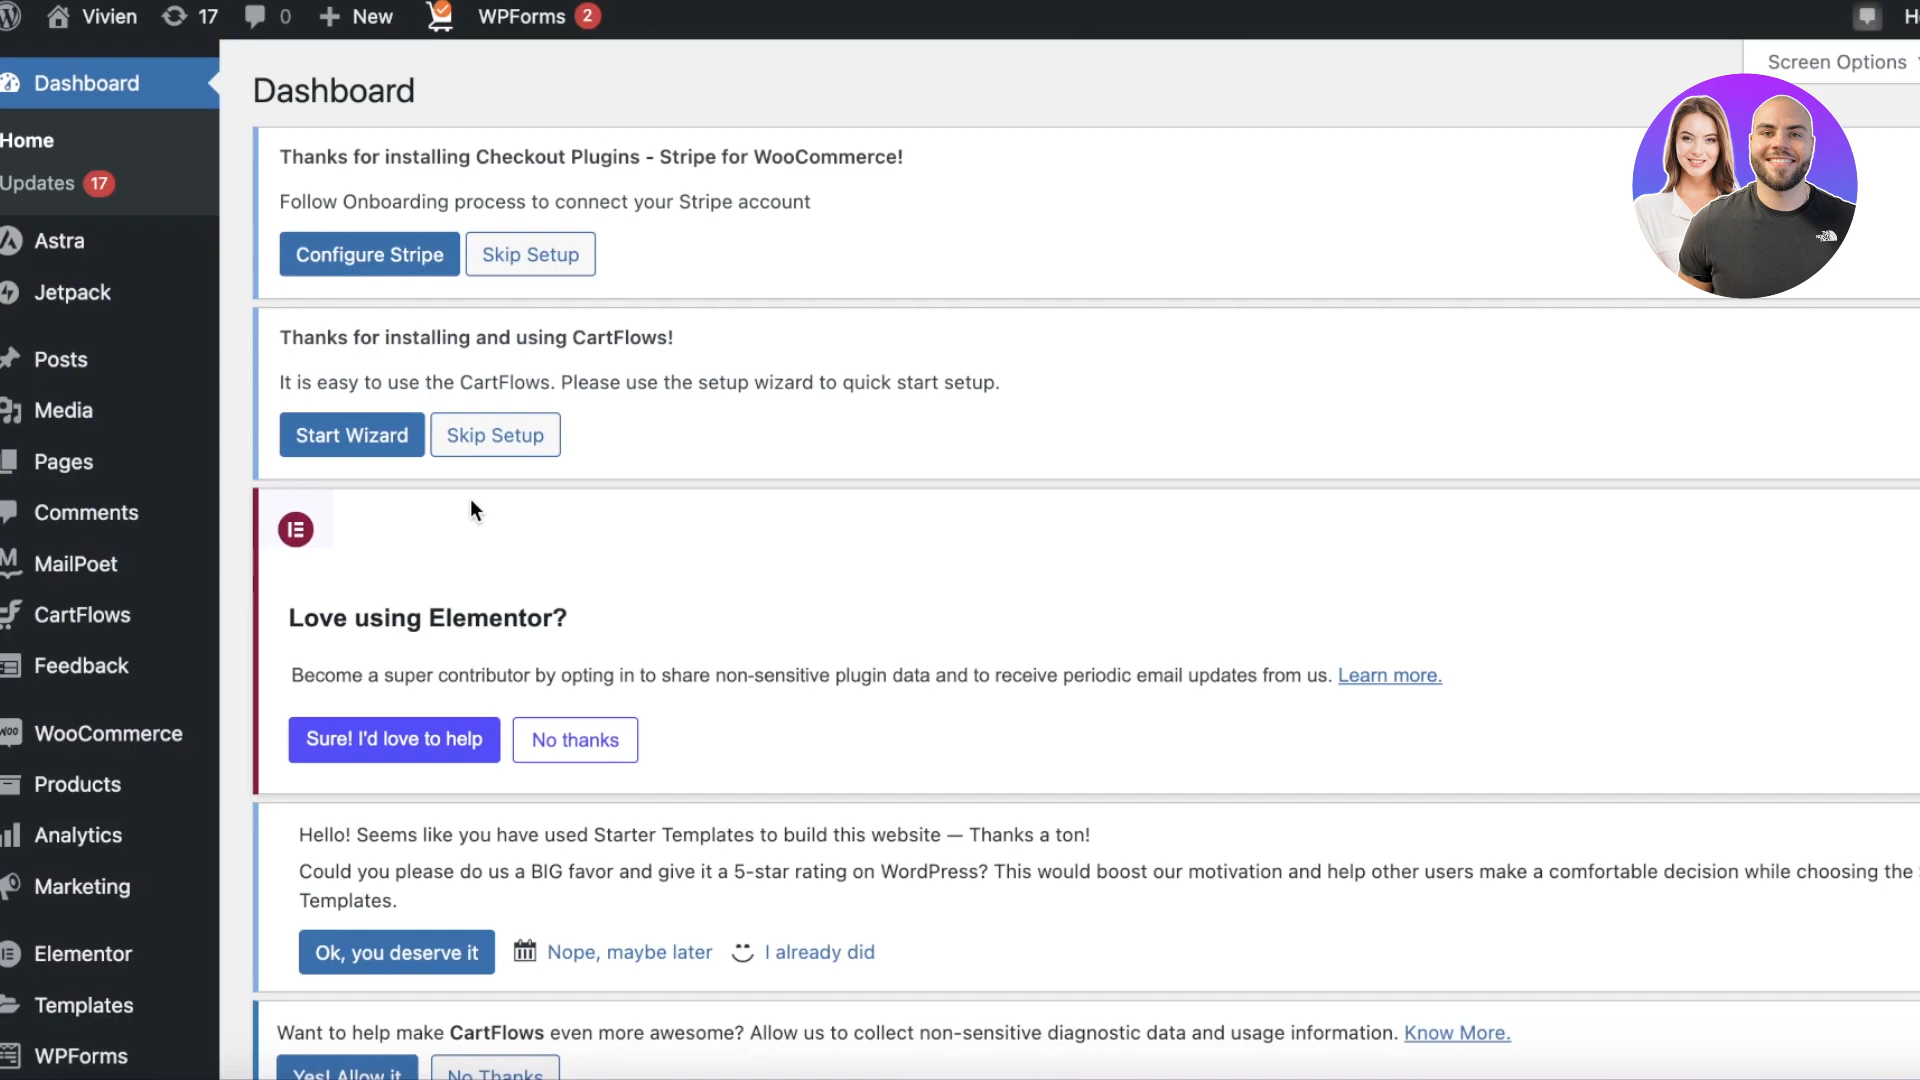 Vivien 17 0 New WPForms 2
Screen Options
Dashboard
Home
Updates 17
Astra
Jetpack
Posts
Media
Pages
Comments
MailPoet
CartFlows
Feedback
WooCommerce
Products
Analytics
Marketing
Elementor
Templates
WPForms
Dashboard
Thanks for installing Checkout Plugins - Stripe for WooCommerce!
Follow Onboarding process to connect your Stripe account
Configure Stripe Skip Setup
Thanks for installing and using CartFlows!
It is easy to use the CartFlows. Please use the setup wizard to quick start setup.
Start Wizard Skip Setup
Love using Elementor?
Become a super contributor by opting in to share non-sensitive plugin data and to receive periodic email updates from us. Learn more.
Sure! I'd love to help No thanks
Hello! Seems like you have used Starter Templates to build this website — Thanks a ton!
Could you please do us a BIG favor and give it a 5-star rating on WordPress? This would boost our motivation and help other users make a comfortable decision while choosing the
Templates.
Ok, you deserve it Nope, maybe later I already did
Want to help make CartFlows even more awesome? Allow us to collect non-sensitive diagnostic data and usage information. Know More.
Yes! Allow it No Thanks